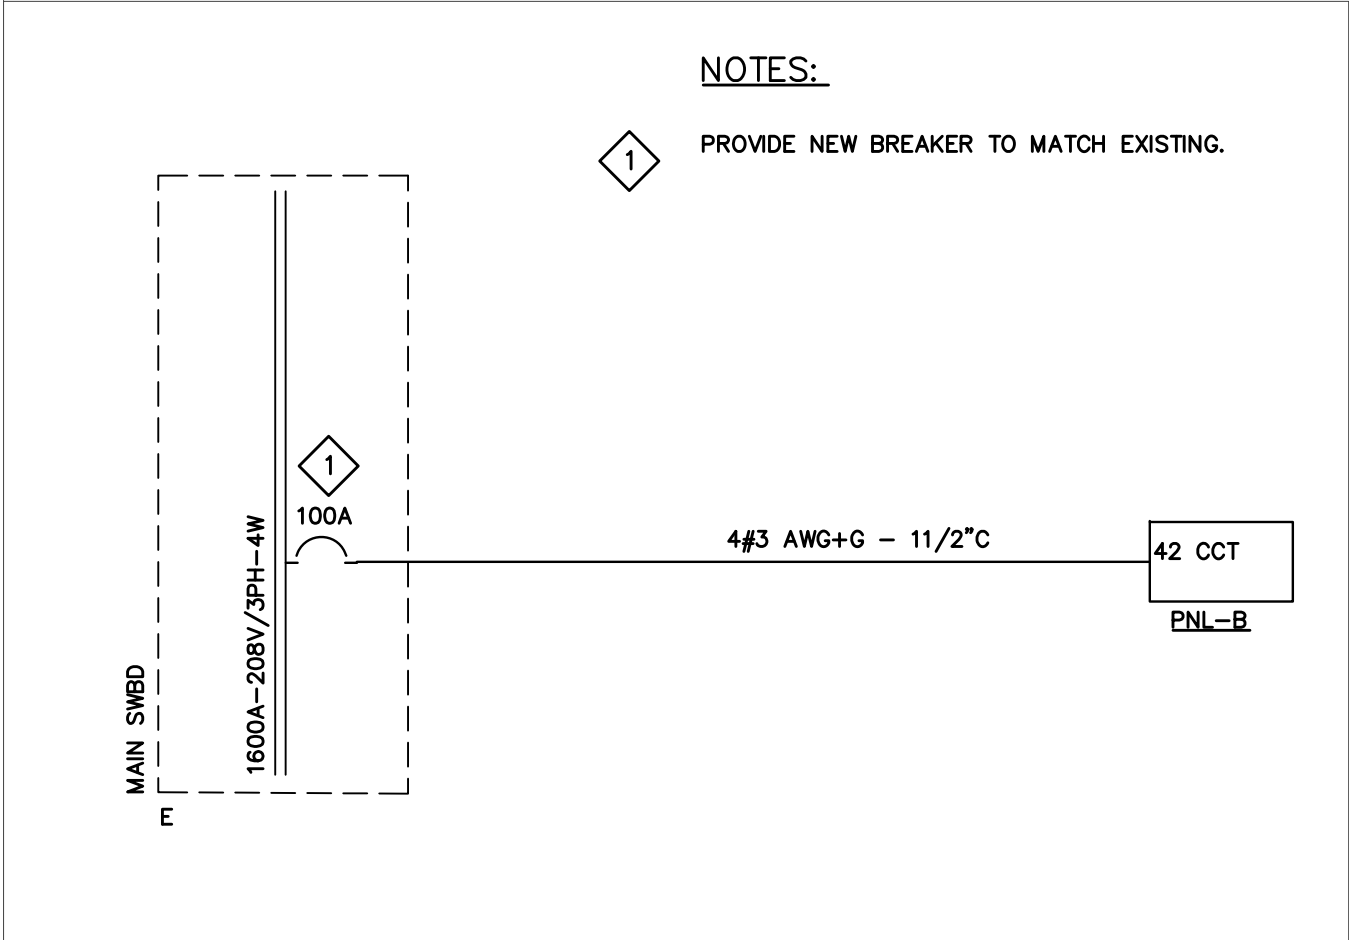 NOTES:
1
PROVIDE NEW BREAKER TO MATCH EXISTING.
1
100A
1600A-208V/3PH-4W
MAIN SWBD
E
4#3 AWG+G - 11/2"C
42 CCT
PNL-B